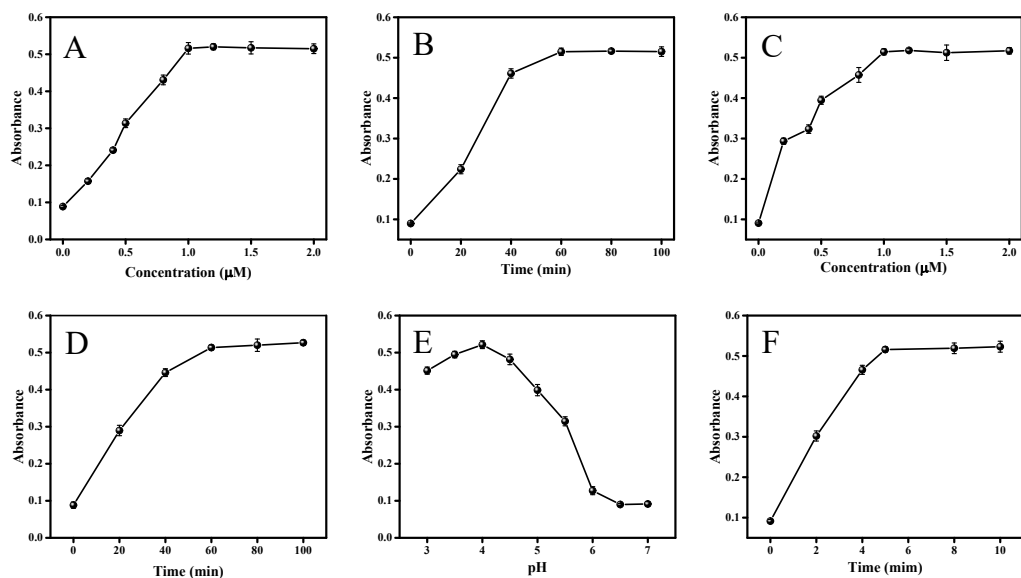 A
Absorbance
0.6
0.5
0.4
0.3
0.2
0.1
0.0
0.0 0.5 1.0 1.5 2.0
Concentration (μM)
B
Absorbance
0.6
0.5
0.4
0.3
0.2
0.1
0 20 40 60 80 100
Time (min)
C
Absorbance
0.6
0.5
0.4
0.3
0.2
0.1
0.0 0.5 1.0 1.5 2.0
Concentration (μM)
D
Absorbance
0.6
0.5
0.4
0.3
0.2
0.1
0.0
0 20 40 60 80 100
Time (min)
E
Absorbance
0.6
0.5
0.4
0.3
0.2
0.1
0.0
3 4 5 6 7
pH
F
Absorbance
0.6
0.5
0.4
0.3
0.2
0.1
0 2 4 6 8 10
Time (mim)